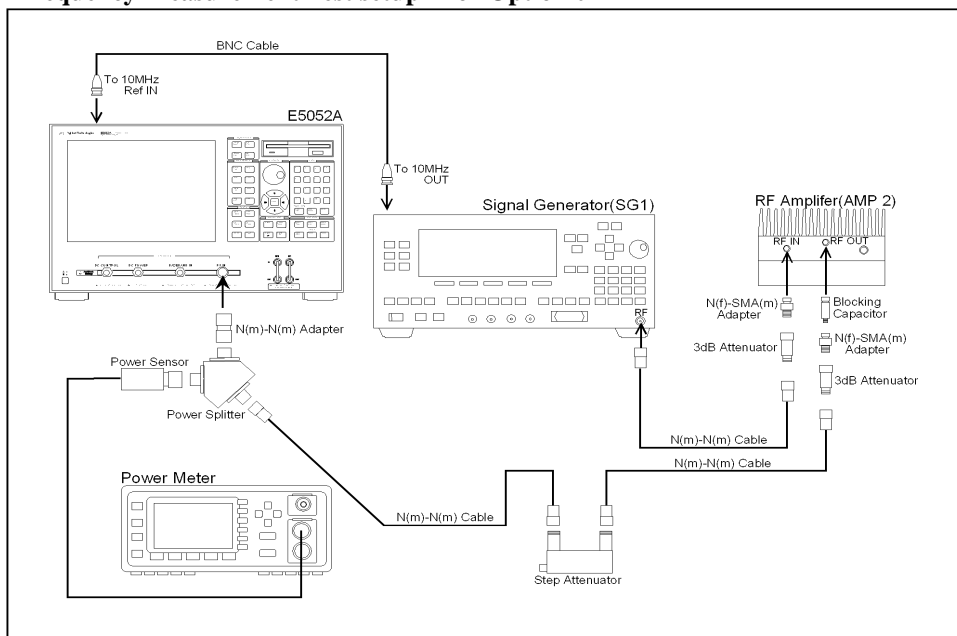 BNC Cable
To 10MHz
Ref IN
E5052A
To 10MHz
OUT
Signal Generator(SG1)
RF Amplifer(AMP 2)
RF IN
RF OUT
RF
N(f)-SMA(m)
Adapter
Blocking
Capacitor
3dB Attenuator
N(f)-SMA(m)
Adapter
3dB Attenuator
N(m)-N(m) Adapter
Power Sensor
Power Splitter
N(m)-N(m) Cable
N(m)-N(m) Cable
Power Meter
N(m)-N(m) Cable
Step Attenuator